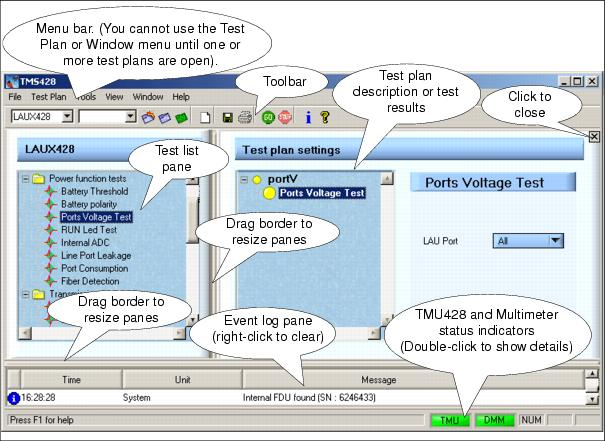 Menu bar. (You cannot use the Test
Plan or Window menu until one or
more test plans are open).
TMS428
Toolbar
Test plan
description or test
results
Click to
close
File Test Plan Tools View Window Help
LAUX428
GO STOP
LAUX428
Test list
pane
Test plan settings
Power function tests
Battery Threshold
Battery polarity
Ports Voltage Test
RUN Led Test
Internal ADC
Line Port Leakage
Port Consumption
Fiber Detection
portV
Ports Voltage Test
Ports Voltage Test
LAU Port
All
Drag border to
resize panes
Drag border to
resize panes
Event log pane
(right-click to clear)
TMU428 and Multimeter
status indicators
(Double-click to show details)
Time Unit Message
16:28:28 System Internal FDU found (SN : 6246433)
Press F1 for help
TMU DMM NUM